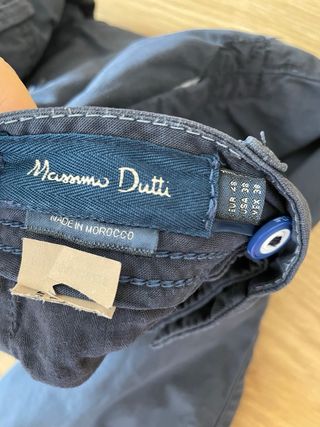 Massimo Dutti
MADE IN MOROCCO
EUR 48
USA 38
MEX 38